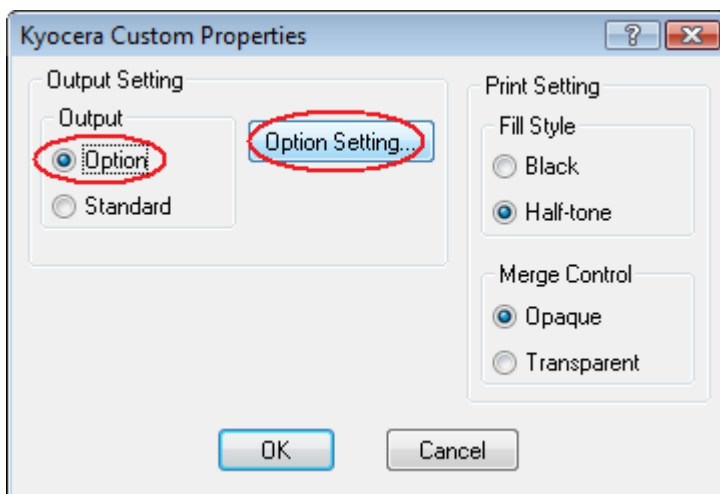 Kyocera Custom Properties
Output Setting
Output
Option
Standard
Option Setting...
Print Setting
Fill Style
Black
Half-tone
Merge Control
Opaque
Transparent
OK
Cancel